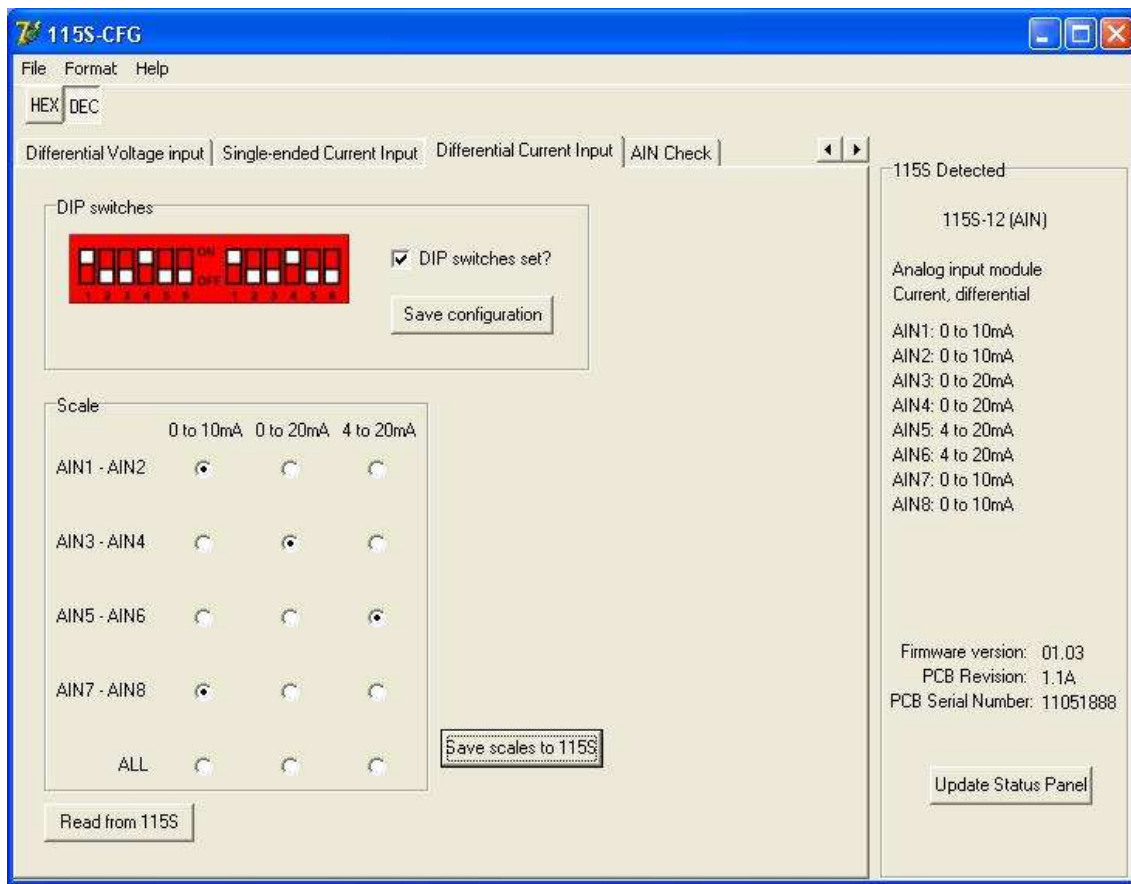 115S-CFG
File Format Help
HEX DEC
Differential Voltage input Single-ended Current Input Differential Current Input AIN Check
DIP switches
ON
OFF
1 2 3 4 5 6 1 2 3 4 5 6
DIP switches set?
Save configuration
Scale
0 to 10mA 0 to 20mA 4 to 20mA
AIN1 - AIN2
AIN3 - AIN4
AIN5 - AIN6
AIN7 - AIN8
ALL
Save scales to 115S
Read from 115S
115S Detected
115S-12 (AIN)
Analog input module
Current, differential
AIN1: 0 to 10mA
AIN2: 0 to 10mA
AIN3: 0 to 20mA
AIN4: 0 to 20mA
AIN5: 4 to 20mA
AIN6: 4 to 20mA
AIN7: 0 to 10mA
AIN8: 0 to 10mA
Firmware version: 01.03
PCB Revision: 1.1A
PCB Serial Number: 11051888
Update Status Panel